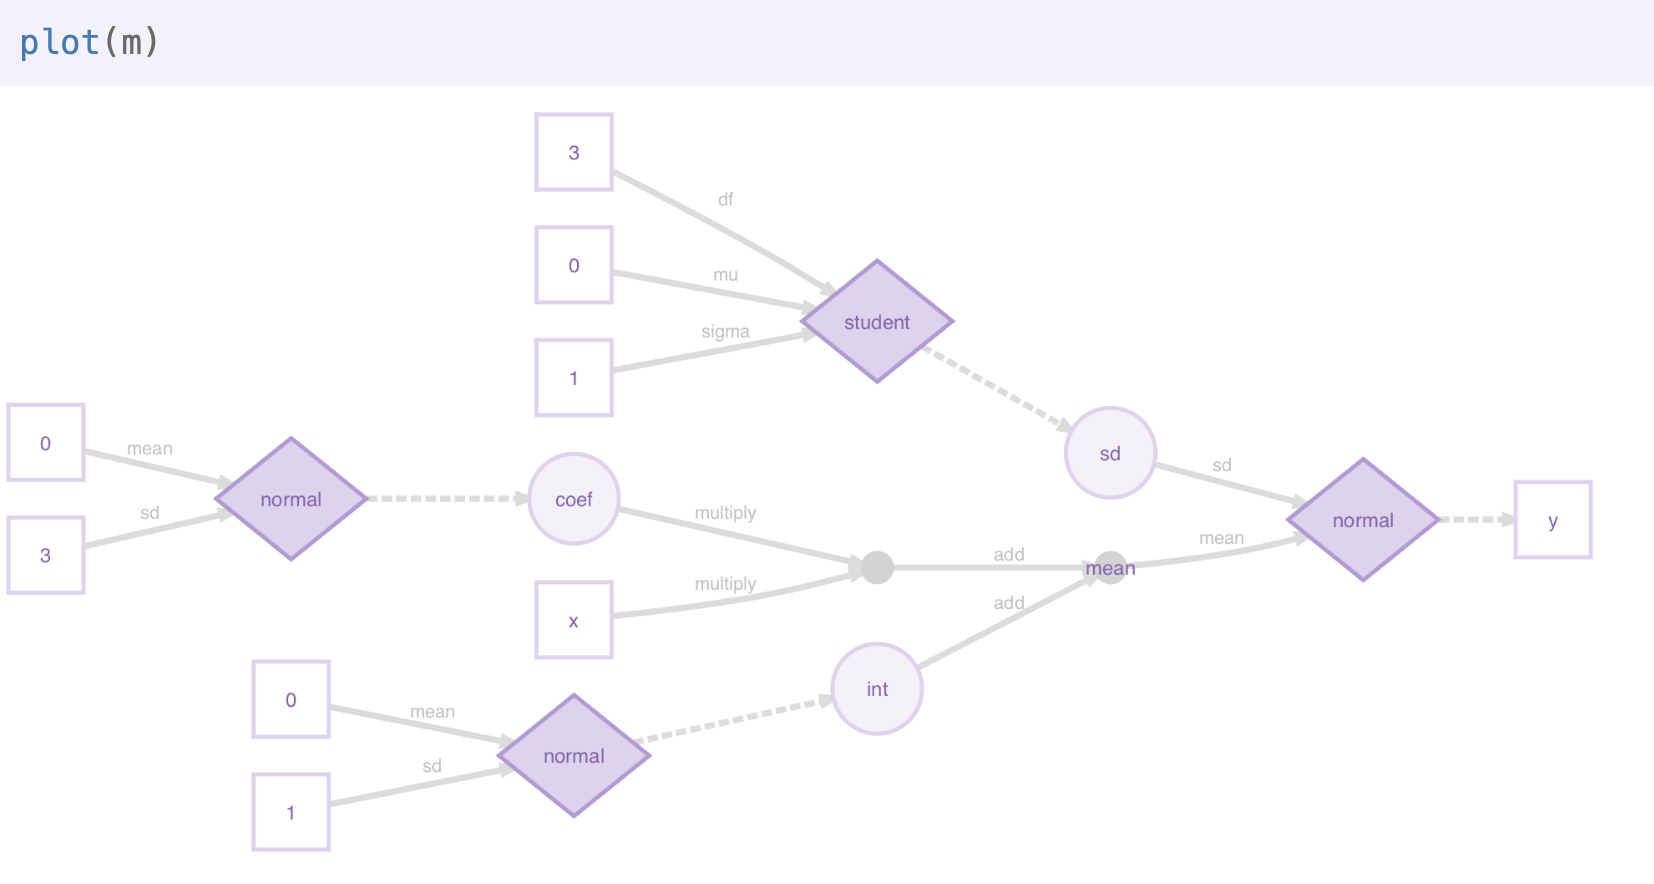 plot(m)
3
df
0
mu
student
sigma
1
0
mean
sd
sd
normal
coef
sd
3
multiply
normal
y
mean
add
mean
multiply
add
x
int
0
mean
normal
sd
1